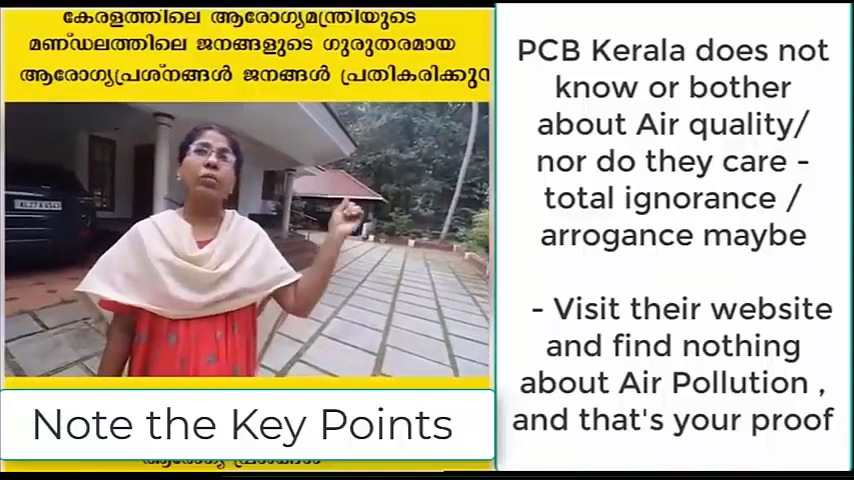 കേരളത്തിലെ ആരോഗ്യമന്ത്രിയുടെ
മണ്ഡലത്തിലെ ജനങ്ങളുടെ ഗുരുതരമായ
ആരോഗ്യപ്രശ്നങ്ങൾ ജനങ്ങൾ പ്രതികരിക്കുന
Note the Key Points
PCB Kerala does not
know or bother
about Air quality/
nor do they care -
total ignorance /
arrogance maybe
- Visit their website
and find nothing
about Air Pollution ,
and that's your proof